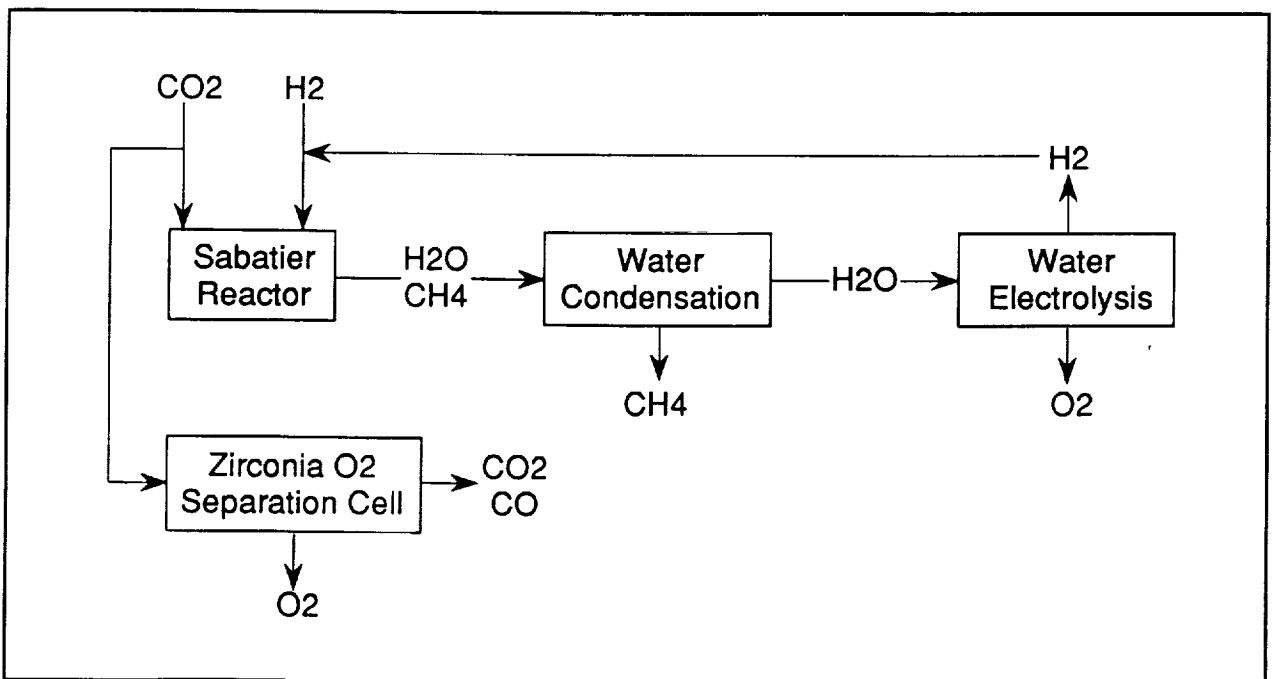 CO2
H2
H2
Sabatier
Reactor
H2O
CH4
Water
Condensation
H2O
Water
Electrolysis
CH4
O2
Zirconia O2
Separation Cell
CO2
CO
O2